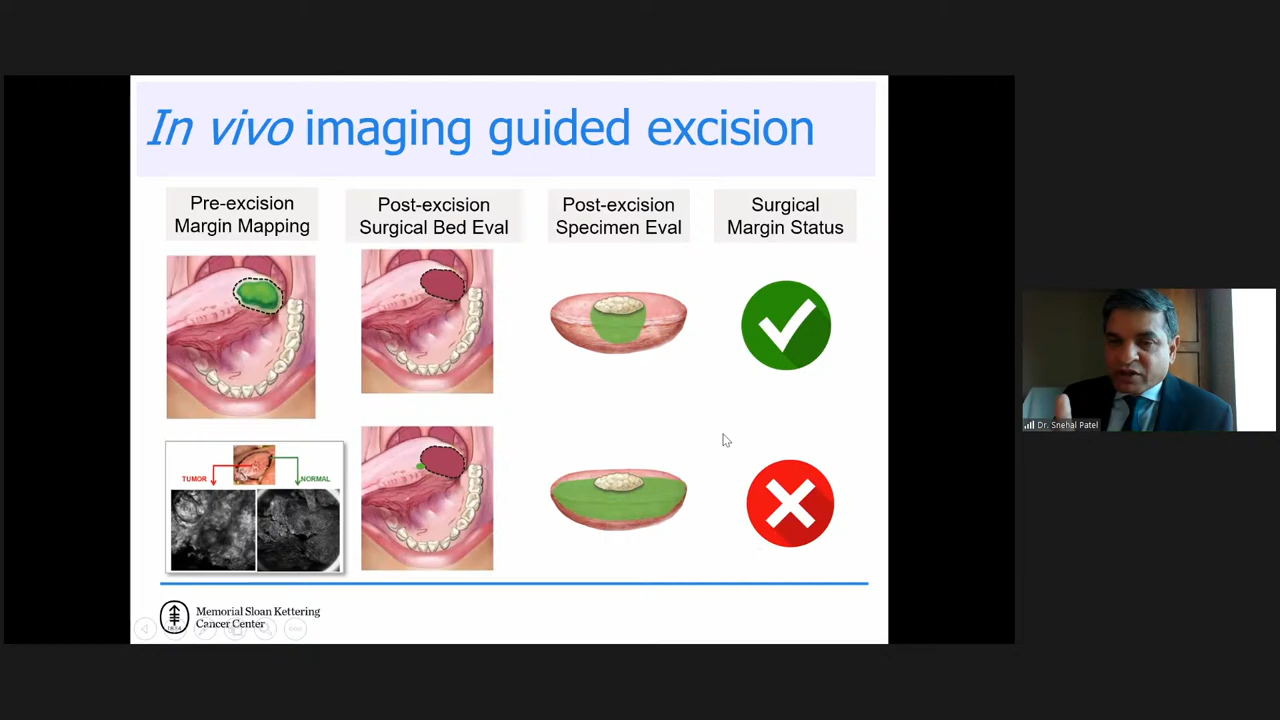 In vivo imaging guided excision
Pre-excision
Margin Mapping
Post-excision
Surgical Bed Eval
Post-excision
Specimen Eval
Surgical
Margin Status
TUMOR
NORMAL
Memorial Sloan Kettering
Cancer Center
Dr. Snehal Patel